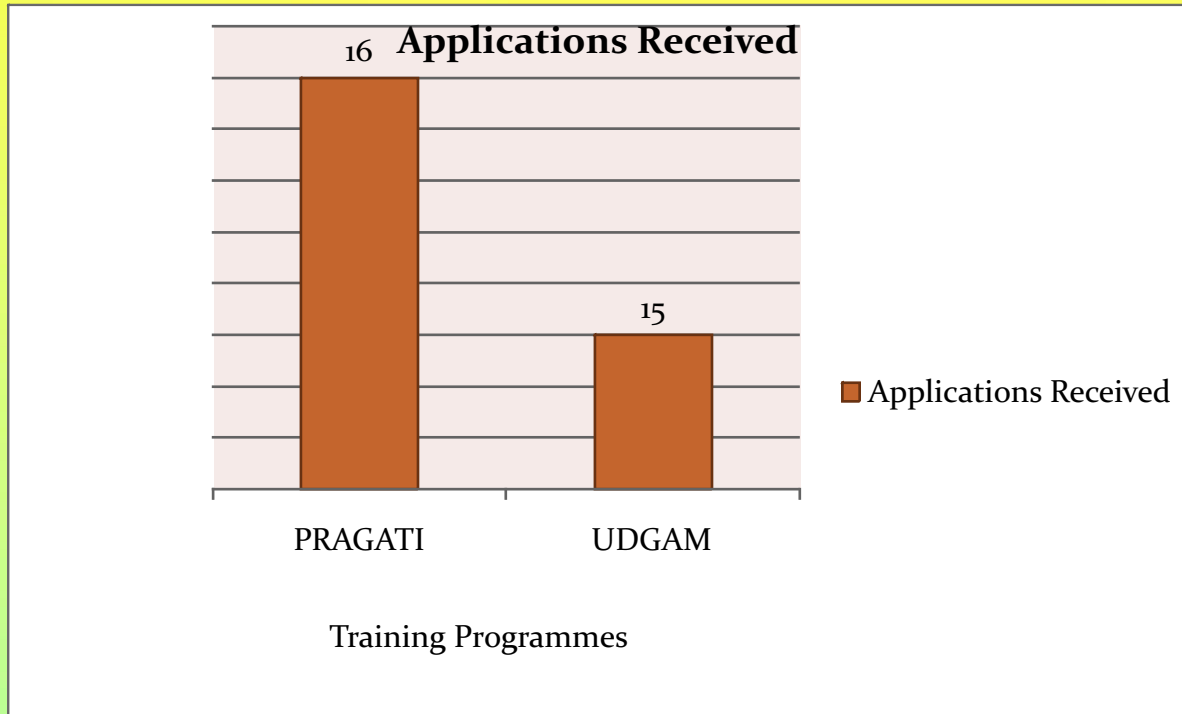 Applications Received
16
15
Applications Received
PRAGATI
UDGAM
Training Programmes